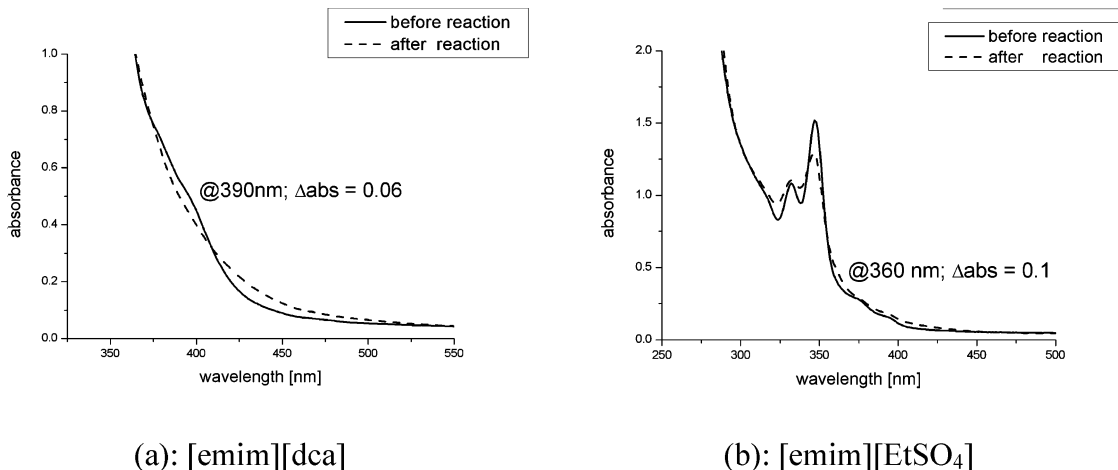 before reaction
after reaction
1.0
0.8
0.6
0.4
0.2
0.0
absorbance
@390nm; Δabs = 0.06
350 400 450 500 550
wavelength [nm]
(a): [emim][dca]
before reaction
after reaction
2.0
1.5
1.0
0.5
0.0
absorbance
@360 nm; Δabs = 0.1
250 300 350 400 450 500
wavelength [nm]
(b): [emim][EtSO₄]